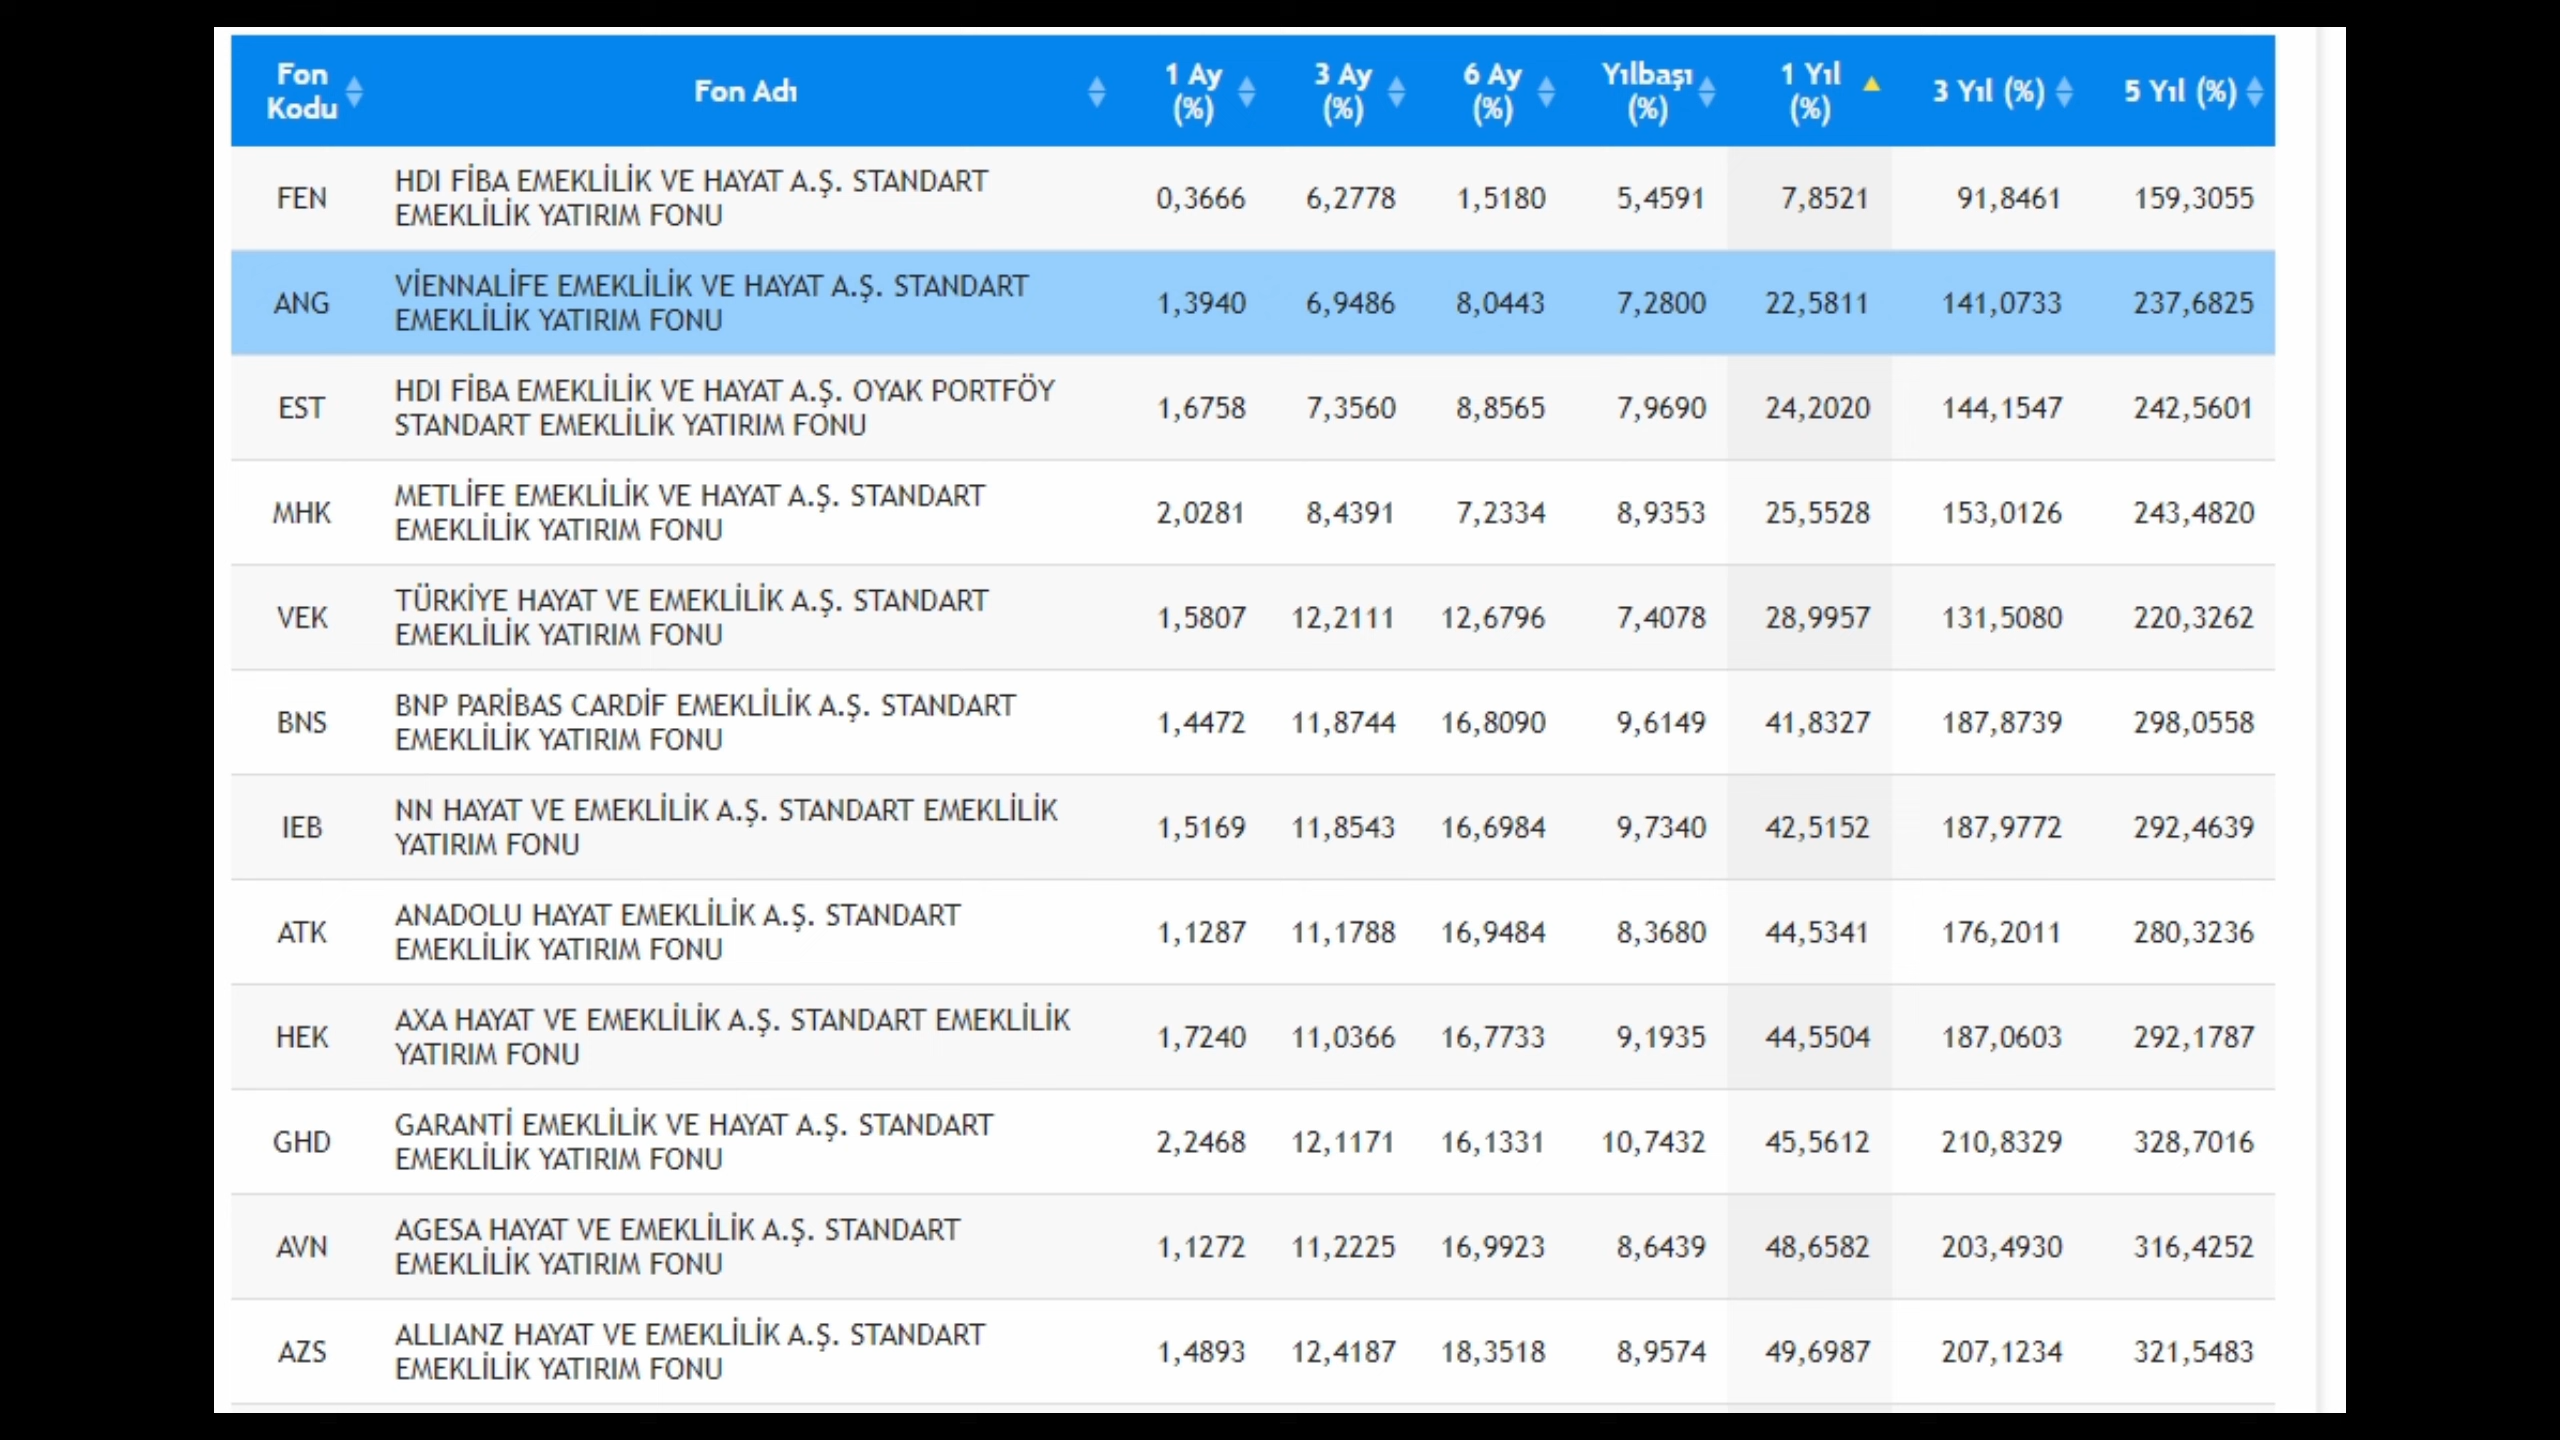 Fon Kodu Fon Adı 1 Ay (%) 3 Ay (%) 6 Ay (%) Yılbaşı (%) 1 Yıl (%) 3 Yıl (%) 5 Yıl (%)
FEN HDI FİBA EMEKLİLİK VE HAYAT A.Ş. STANDART
EMEKLİLİK YATIRIM FONU 0,3666 6,2778 1,5180 5,4591 7,8521 91,8461 159,3055
ANG VİENNALİFE EMEKLİLİK VE HAYAT A.Ş. STANDART
EMEKLİLİK YATIRIM FONU 1,3940 6,9486 8,0443 7,2800 22,5811 141,0733 237,6825
EST HDI FİBA EMEKLİLİK VE HAYAT A.Ş. OYAK PORTFÖY
STANDART EMEKLİLİK YATIRIM FONU 1,6758 7,3560 8,8565 7,9690 24,2020 144,1547 242,5601
MHK METLİFE EMEKLİLİK VE HAYAT A.Ş. STANDART
EMEKLİLİK YATIRIM FONU 2,0281 8,4391 7,2334 8,9353 25,5528 153,0126 243,4820
VEK TÜRKİYE HAYAT VE EMEKLİLİK A.Ş. STANDART
EMEKLİLİK YATIRIM FONU 1,5807 12,2111 12,6796 7,4078 28,9957 131,5080 220,3262
BNS BNP PARİBAS CARDİF EMEKLİLİK A.Ş. STANDART
EMEKLİLİK YATIRIM FONU 1,4472 11,8744 16,8090 9,6149 41,8327 187,8739 298,0558
IEB NN HAYAT VE EMEKLİLİK A.Ş. STANDART EMEKLİLİK
YATIRIM FONU 1,5169 11,8543 16,6984 9,7340 42,5152 187,9772 292,4639
ATK ANADOLU HAYAT EMEKLİLİK A.Ş. STANDART
EMEKLİLİK YATIRIM FONU 1,1287 11,1788 16,9484 8,3680 44,5341 176,2011 280,3236
HEK AXA HAYAT VE EMEKLİLİK A.Ş. STANDART EMEKLİLİK
YATIRIM FONU 1,7240 11,0366 16,7733 9,1935 44,5504 187,0603 292,1787
GHD GARANTİ EMEKLİLİK VE HAYAT A.Ş. STANDART
EMEKLİLİK YATIRIM FONU 2,2468 12,1171 16,1331 10,7432 45,5612 210,8329 328,7016
AVN AGESA HAYAT VE EMEKLİLİK A.Ş. STANDART
EMEKLİLİK YATIRIM FONU 1,1272 11,2225 16,9923 8,6439 48,6582 203,4930 316,4252
AZS ALLIANZ HAYAT VE EMEKLİLİK A.Ş. STANDART
EMEKLİLİK YATIRIM FONU 1,4893 12,4187 18,3518 8,9574 49,6987 207,1234 321,5483